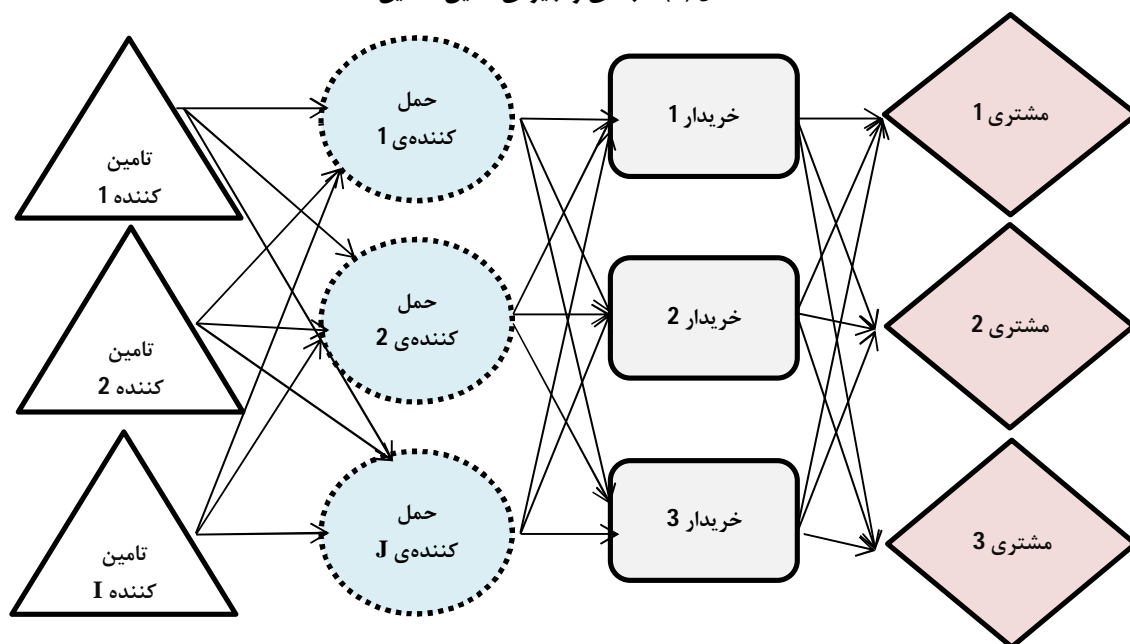 تامین
کننده 1
حمل
کننده‌ی 1
خریدار 1
مشتری 1
تامین
کننده 2
حمل
کننده‌ی 2
خریدار 2
مشتری 2
تامین
کننده I
حمل
کننده‌ی J
خریدار 3
مشتری 3